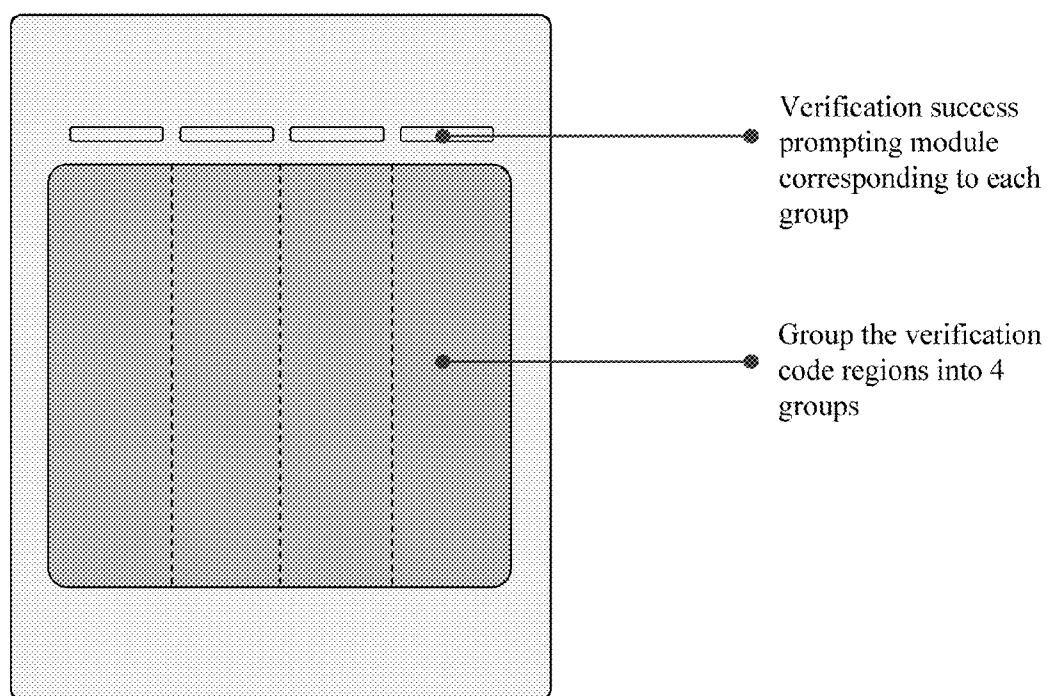 Verification success
prompting module
corresponding to each
group
Group the verification
code regions into 4
groups